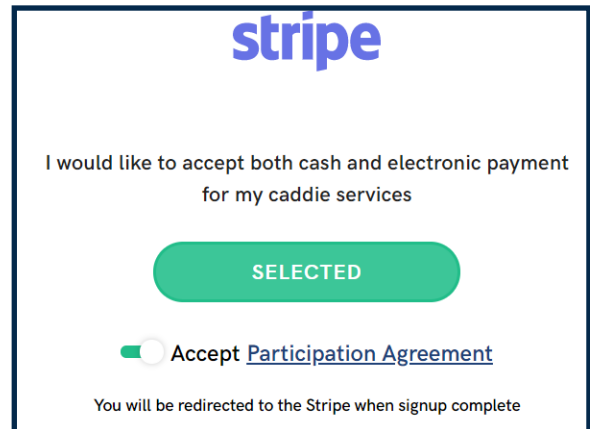 stripe
I would like to accept both cash and electronic payment
for my caddie services
SELECTED
Accept Participation Agreement
You will be redirected to the Stripe when signup complete